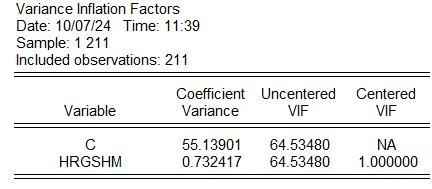 Variance Inflation Factors
Date: 10/07/24 Time: 11:39
Sample: 1 211
Included observations: 211
Coefficient Uncentered Centered
Variable Variance VIF VIF
C 55.13901 64.53480 NA
HRGSHM 0.732417 64.53480 1.000000